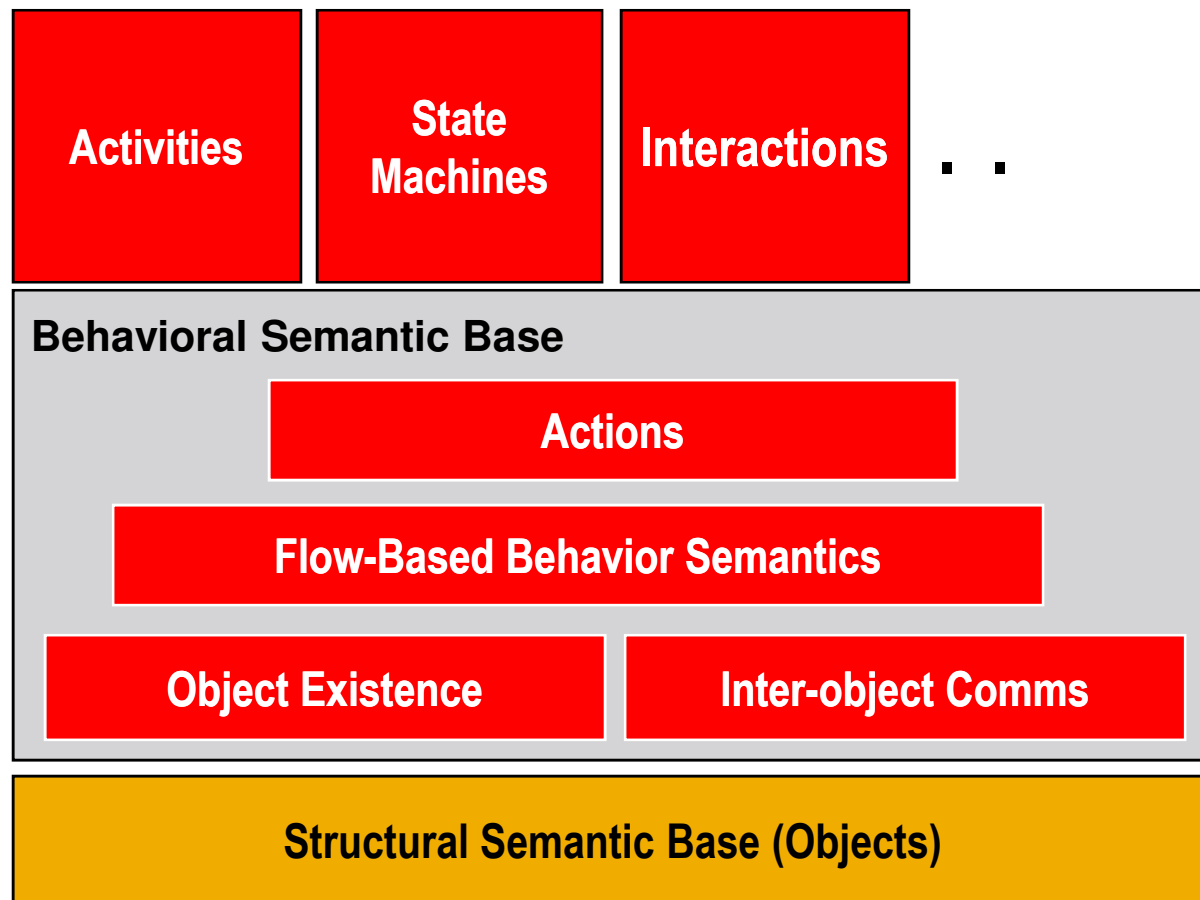 Activities
State
Machines
Interactions
. .
Behavioral Semantic Base
Actions
Flow-Based Behavior Semantics
Object Existence
Inter-object Comms
Structural Semantic Base (Objects)